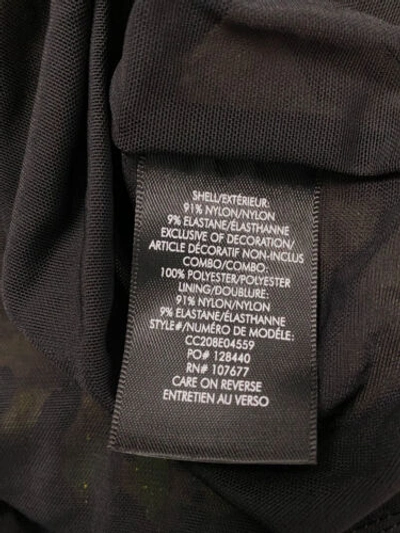 SHELL/EXTÉRIEUR:
91% NYLON/NYLON
9% ELASTANE/ÉLASTHANNE
EXCLUSIVE OF DECORATION/
ARTICLE DÉCORATIF NON-INCLUS
COMBO/COMBO:
100% POLYESTER/POLYESTER
LINING/DOUBLURE:
91% NYLON/NYLON
9% ELASTANE/ÉLASTHANNE
STYLE#/NUMÉRO DE MODÈLE:
CC208E04559
PO# 128440
RN# 107677
CARE ON REVERSE
ENTRETIEN AU VERSO